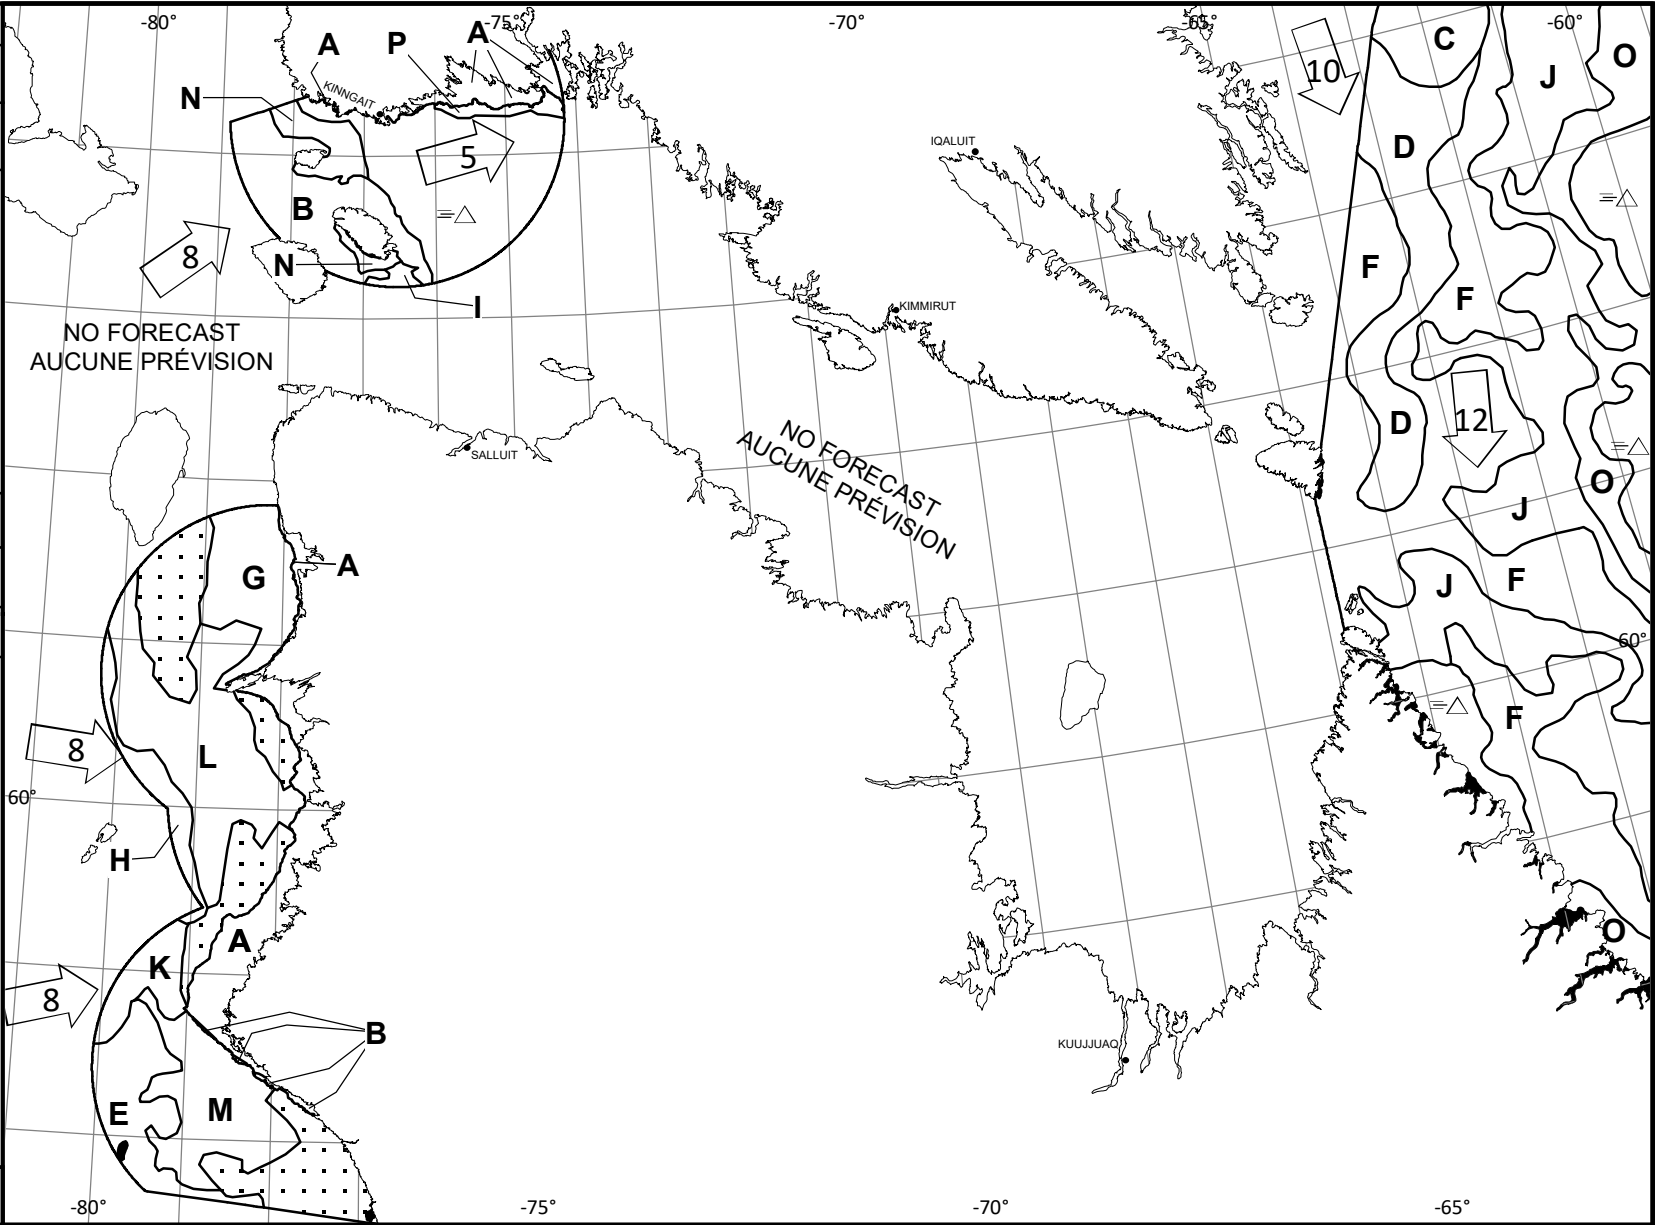 -80°
-75°
-70°
-65°
-60°
A
P
A
C
O
J
10
N
KINNGAIT
D
IQALUIT
5
B
8
N
F
F
I
KIMMIRUT
NO FORECAST
AUCUNE PRÉVISION
D
12
NO FORECAST
AUCUNE PRÉVISION
SALLUIT
O
J
G
A
J
F
60°
F
8
L
60°
H
A
O
K
8
B
KUUJJUAQ
E
M
-80°
-75°
-70°
-65°